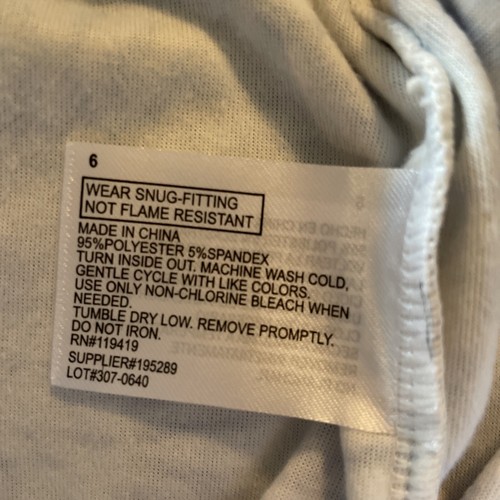 6
WEAR SNUG-FITTING
NOT FLAME RESISTANT
MADE IN CHINA
95%POLYESTER 5%SPANDEX
TURN INSIDE OUT. MACHINE WASH COLD,
GENTLE CYCLE WITH LIKE COLORS.
USE ONLY NON-CHLORINE BLEACH WHEN
NEEDED.
TUMBLE DRY LOW. REMOVE PROMPTLY.
DO NOT IRON.
RN#119419
SUPPLIER#195289
LOT#307-0640